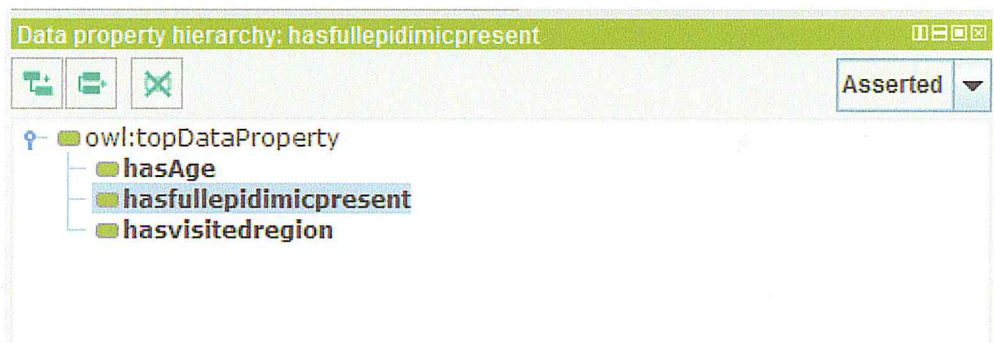 Data property hierarchy: hasfullepidimicpresent
Asserted
owl:topDataProperty
hasAge
hasfullepidimicpresent
hasvisitedregion